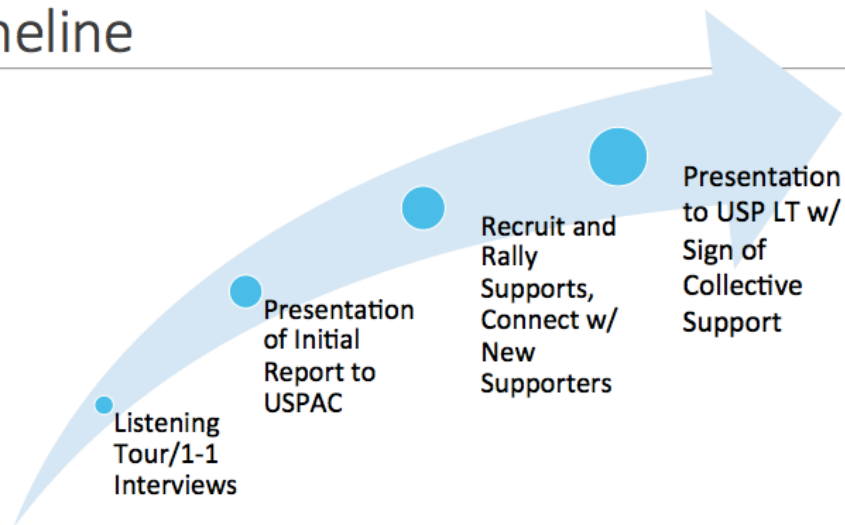 neline
Listening
Tour/1-1
Interviews
Presentation
of Initial
Report to
USPAC
Recruit and
Rally
Supports,
Connect w/
New
Supporters
Presentation
to USP LT w/
Sign of
Collective
Support